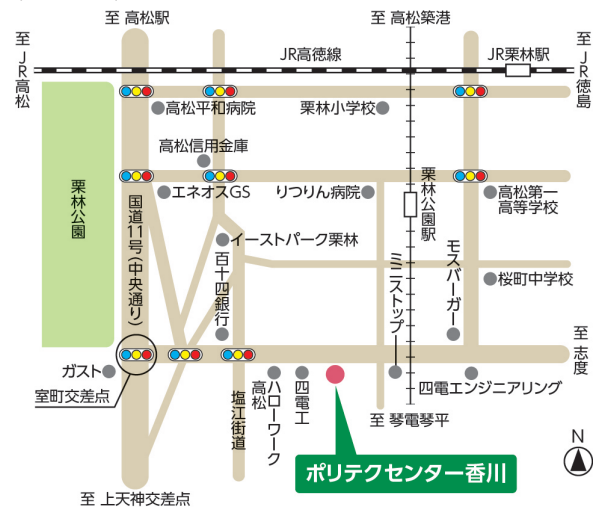 至 高松駅
至 高松築港
至 JR高松
JR高徳線
JR栗林駅
至 JR徳島
高松平和病院
栗林小学校
高松信用金庫
栗林公園
エネオスGS
りつりん病院
栗林公園駅
高松第一
高等学校
国道11号(中央通り)
イーストパーク栗林
百十四銀行
ミニストップ
モスバーガー
桜町中学校
至 志度
ガスト
室町交差点
塩江街道
ハローワーク
高松
四電工
四電エンジニアリング
至 琴電琴平
ポリテクセンター香川
N
至 上天神交差点